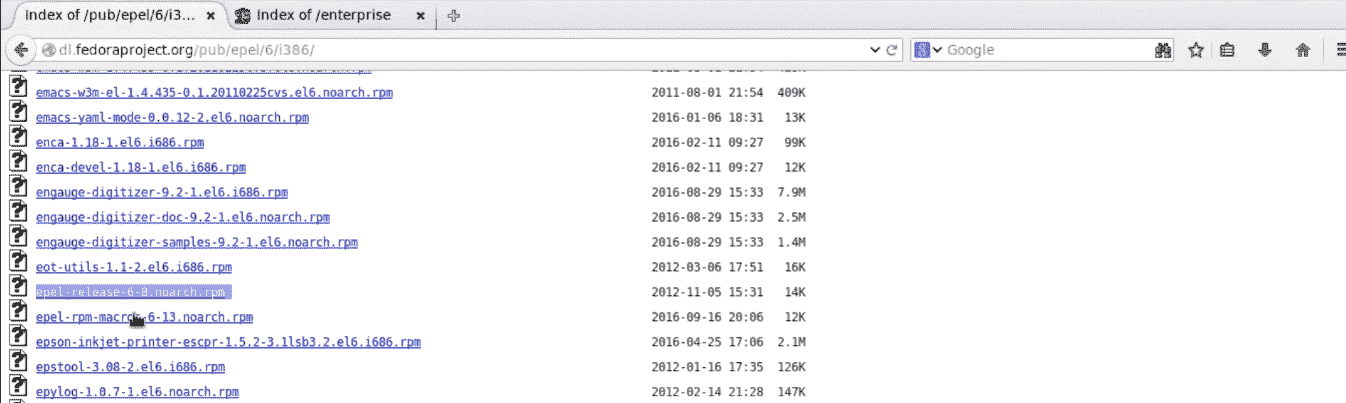 Index of /pub/epel/6/i3... × Index of /enterprise ×
dl.fedoraproject.org/pub/epel/6/i386/ Google
emacs-w3m-el-1.4.435-0.1.20110225cvs.el6.noarch.rpm 2011-08-01 21:54 409K
emacs-yaml-mode-0.0.12-2.el6.noarch.rpm 2016-01-06 18:31 13K
enca-1.18-1.el6.i686.rpm 2016-02-11 09:27 99K
enca-devel-1.18-1.el6.i686.rpm 2016-02-11 09:27 12K
engauge-digitizer-9.2-1.el6.i686.rpm 2016-08-29 15:33 7.9M
engauge-digitizer-doc-9.2-1.el6.noarch.rpm 2016-08-29 15:33 2.5M
engauge-digitizer-samples-9.2-1.el6.noarch.rpm 2016-08-29 15:33 1.4M
eot-utils-1.1-2.el6.i686.rpm 2012-03-06 17:51 16K
epel-release-6-8.noarch.rpm 2012-11-05 15:31 14K
epel-rpm-macros-6-13.noarch.rpm 2016-09-16 20:06 12K
epson-inkjet-printer-escpr-1.5.2-3.1lsb3.2.el6.i686.rpm 2016-04-25 17:06 2.1M
epstool-3.08-2.el6.i686.rpm 2012-01-16 17:35 126K
epylog-1.0.7-1.el6.noarch.rpm 2012-02-14 21:28 147K